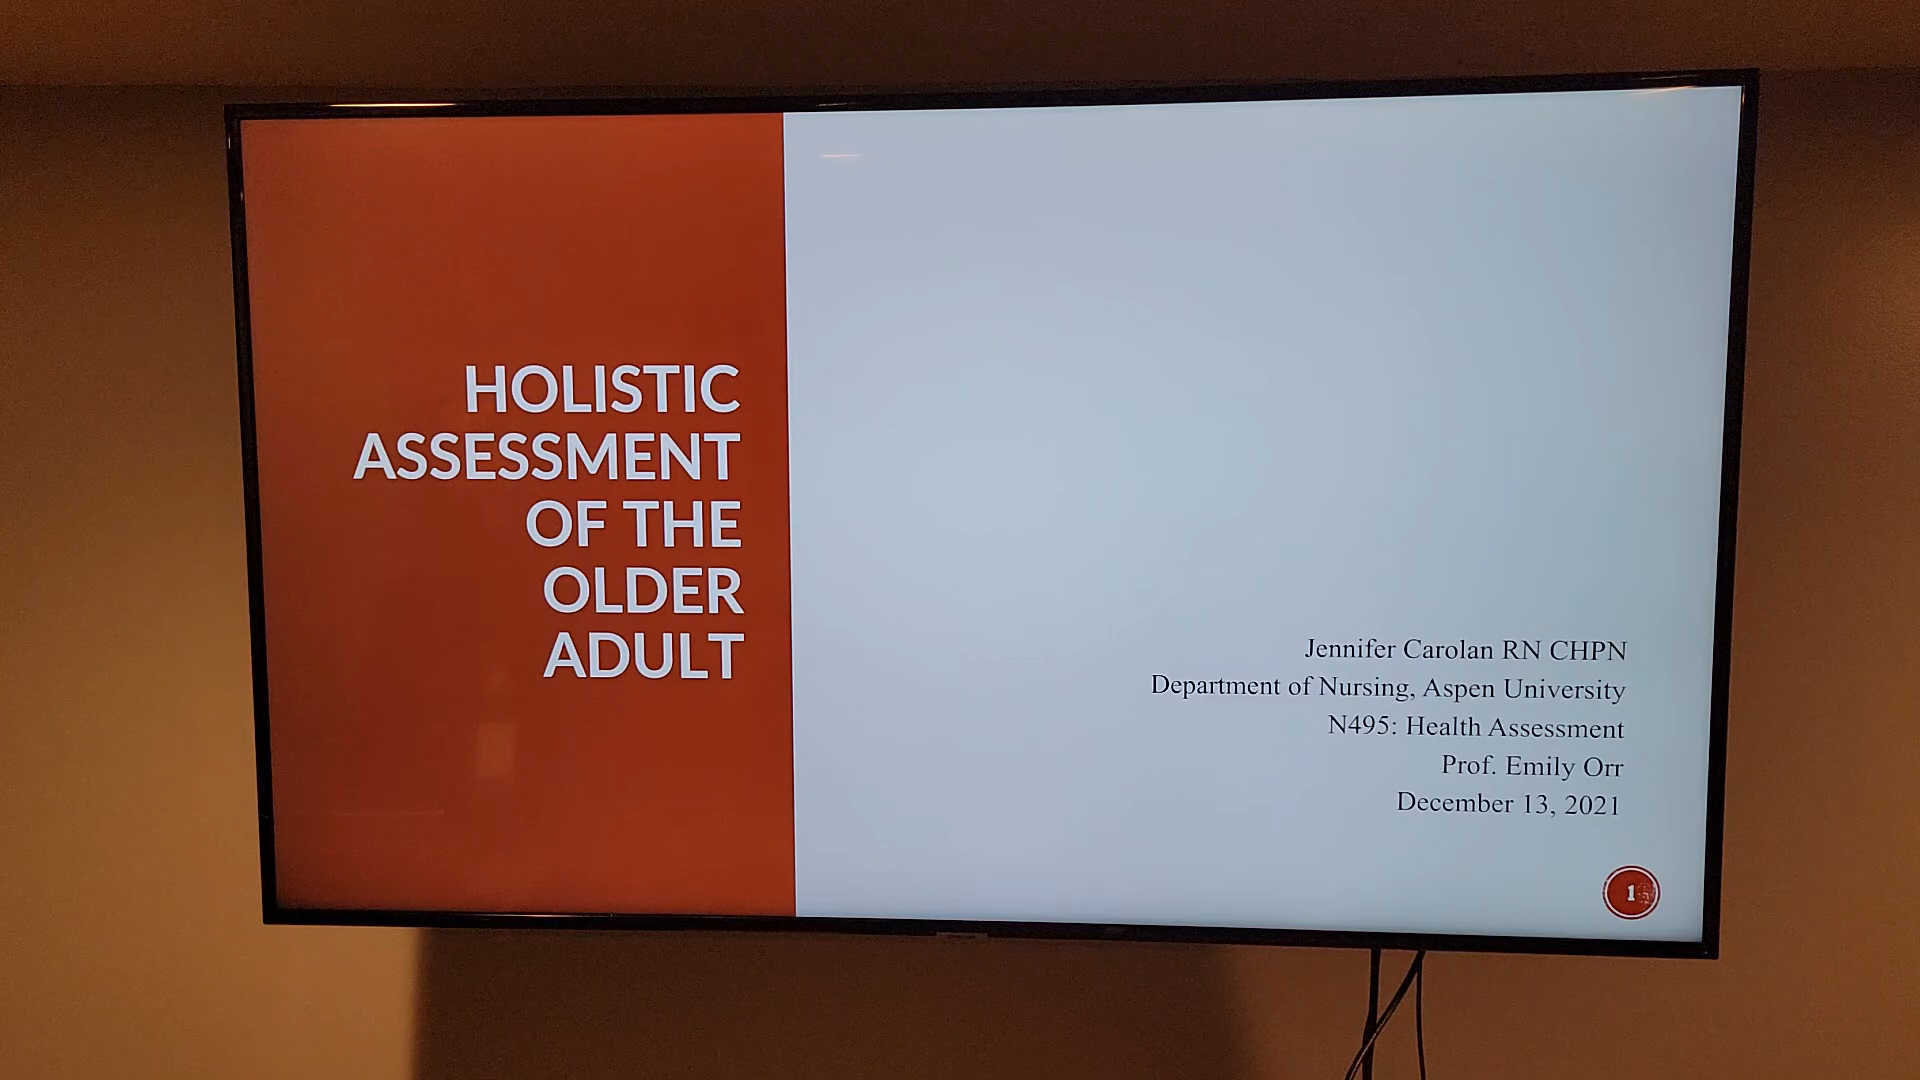 HOLISTIC
ASSESSMENT
OF THE
OLDER
ADULT
Jennifer Carolan RN CHPN
Department of Nursing, Aspen University
N495: Health Assessment
Prof. Emily Orr
December 13, 2021
1